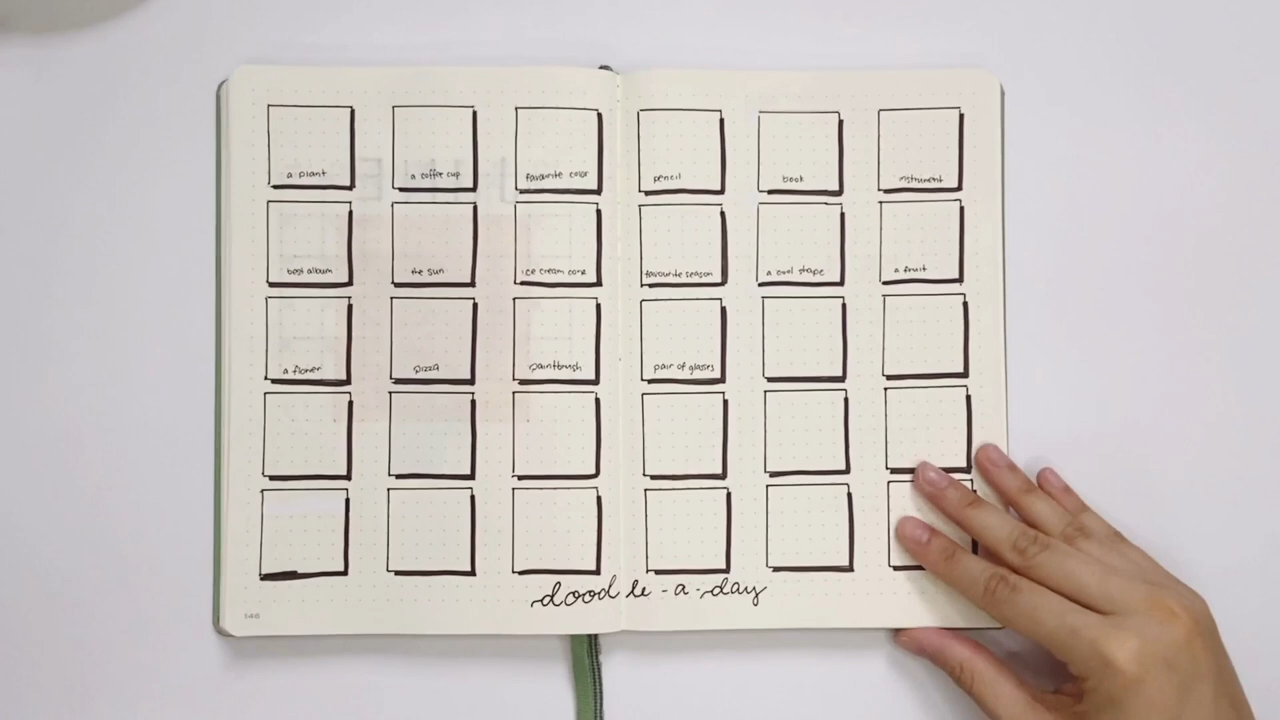 a plant
a coffee cup
favourite color
pencil
book
instrument
best album
the sun
ice cream cone
favourite season
a cool shape
a fruit
a flower
pizza
paintbrush
pair of glasses
doodle-a-day
146